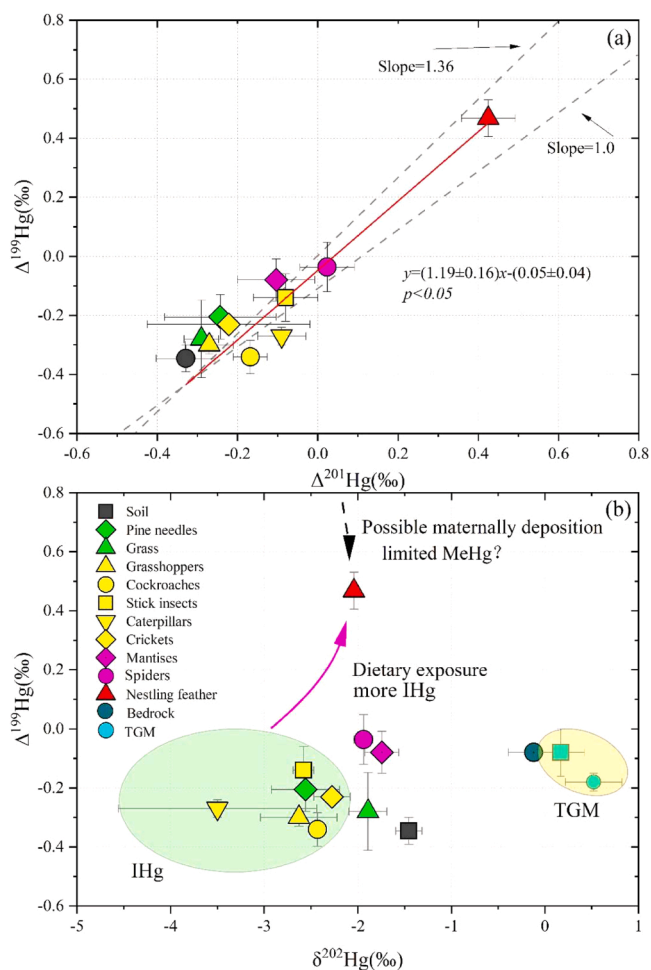 0.8
0.6
0.4
0.2
0.0
-0.2
-0.4
-0.6
Δ¹⁹⁹Hg(‰)
(a)
Slope=1.36
Slope=1.0
y=(1.19±0.16)x-(0.05±0.04)
p<0.05
-0.6
-0.4
-0.2
0.0
0.2
0.4
0.6
0.8
Δ²⁰¹Hg(‰)
0.8
0.6
0.4
0.2
0.0
-0.2
-0.4
-0.6
Δ¹⁹⁹Hg(‰)
(b)
Soil
Pine needles
Grass
Grasshoppers
Cockroaches
Stick insects
Caterpillars
Crickets
Mantises
Spiders
Nestling feather
Bedrock
TGM
Possible maternally deposition
limited MeHg?
Dietary exposure
more IHg
IHg
TGM
-5
-4
-3
-2
-1
0
1
δ²⁰²Hg(‰)